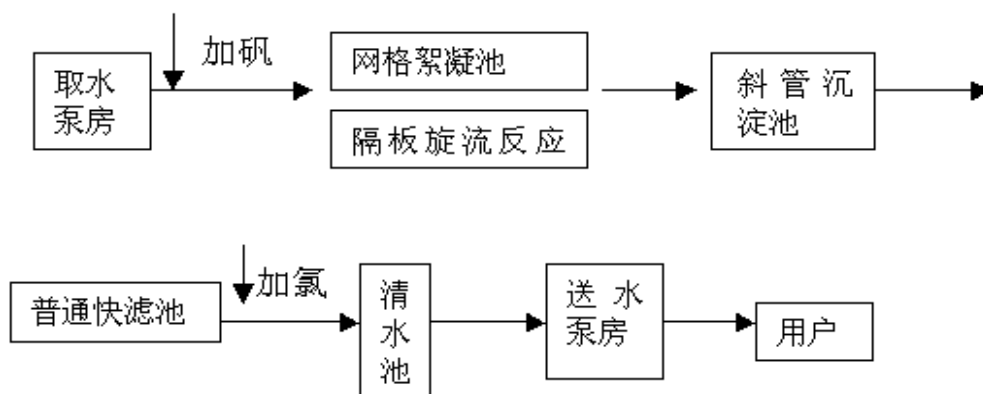 加矾
取水
泵房
网格絮凝池
隔板旋流反应
斜管沉
淀池
普通快滤池
加氯
清
水
池
送水
泵房
用户